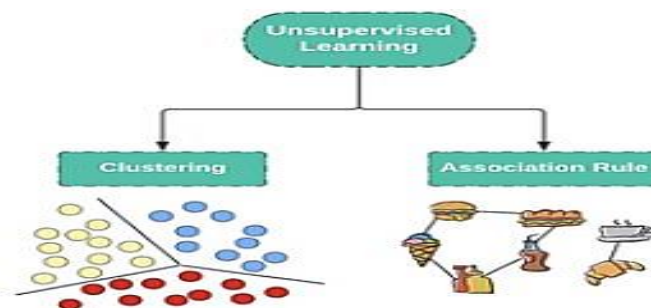 Unsupervised
Learning
Clustering
Association Rule